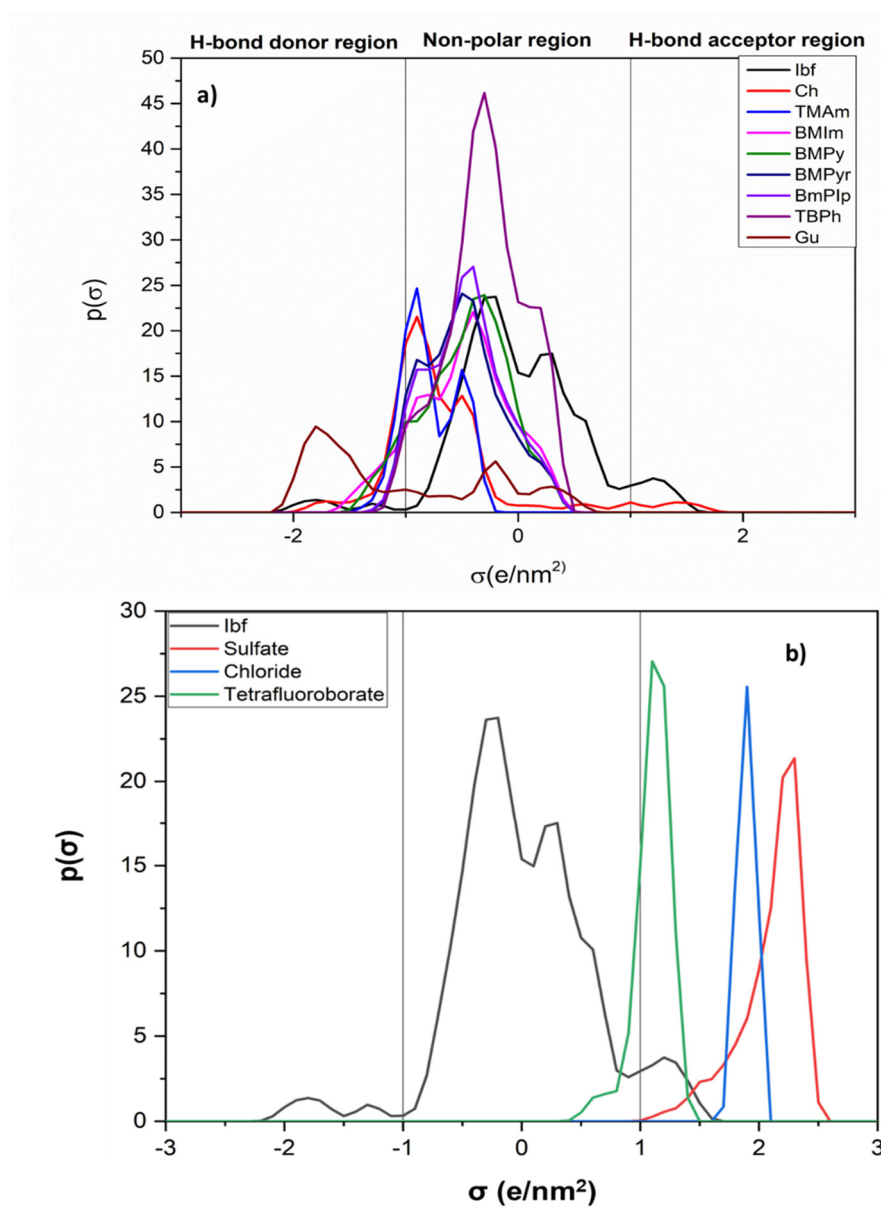 H-bond donor region Non-polar region H-bond acceptor region
a)
50
45
40
35
30
25
20
15
10
5
0
p(σ)
-2 0 2
σ(e/nm²)
Ibf
Ch
TMAm
BMIm
BMPy
BMPyr
BmPIp
TBPh
Gu
b)
30
25
20
15
10
5
0
p(σ)
-3 -2 -1 0 1 2 3
σ (e/nm²)
Ibf
Sulfate
Chloride
Tetrafluoroborate